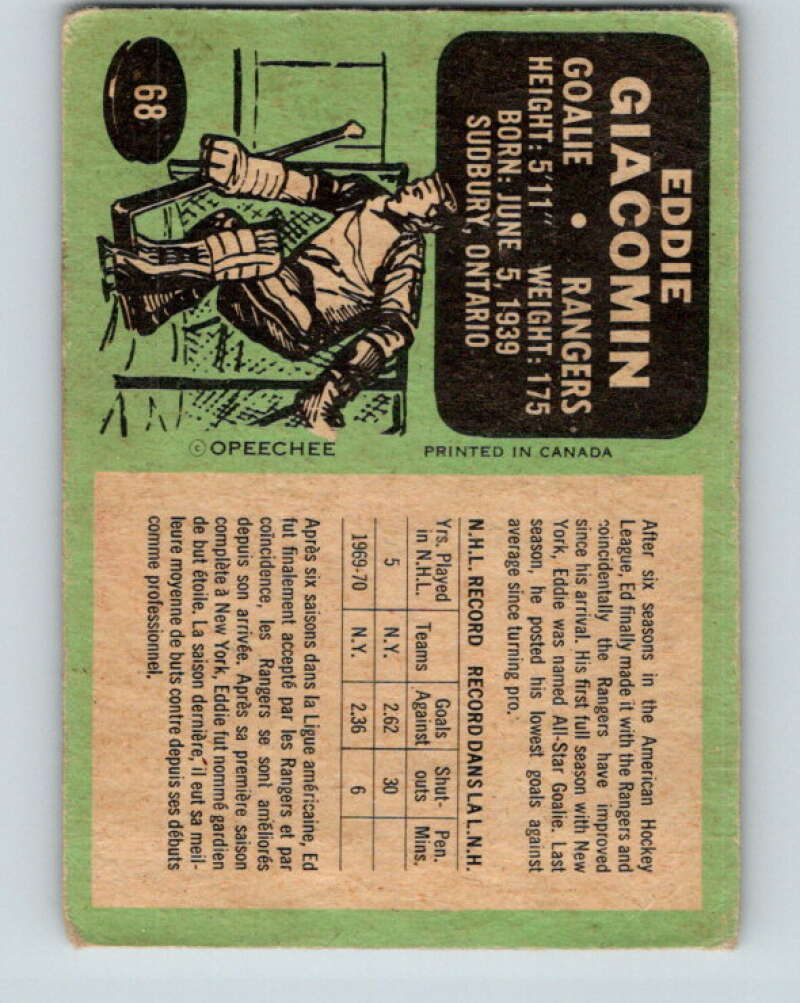 68
EDDIE
GIACOMIN
GOALIE • RANGERS
HEIGHT: 5'11" WEIGHT: 175
BORN: JUNE 5, 1939
SUDBURY, ONTARIO
© OPEECHEE
PRINTED IN CANADA
After six seasons in the American Hockey
League, Ed finally made it with the Rangers and
coincidentally the Rangers have improved
since his arrival. His first full season with New
York, Eddie was named All-Star Goalie. Last
season, he posted his lowest goals against
average since turning pro.
N.H.L. RECORD RECORD DANS LA L.N.H.
Yrs. Played in N.H.L. Teams Goals Against Shut-outs Pen. Mins.
5 N.Y. 2.62 30
1969-70 N.Y. 2.36 6
Après six saisons dans la Ligue américaine, Ed
fut finalement accepté par les Rangers et par
coïncidence, les Rangers se sont améliorés
depuis son arrivée. Après sa première saison
complète à New York, Eddie fut nommé gardien
de but étoile. La saison dernière, il eut sa meil-
leure moyenne de buts contre depuis ses débuts
comme professionnel.